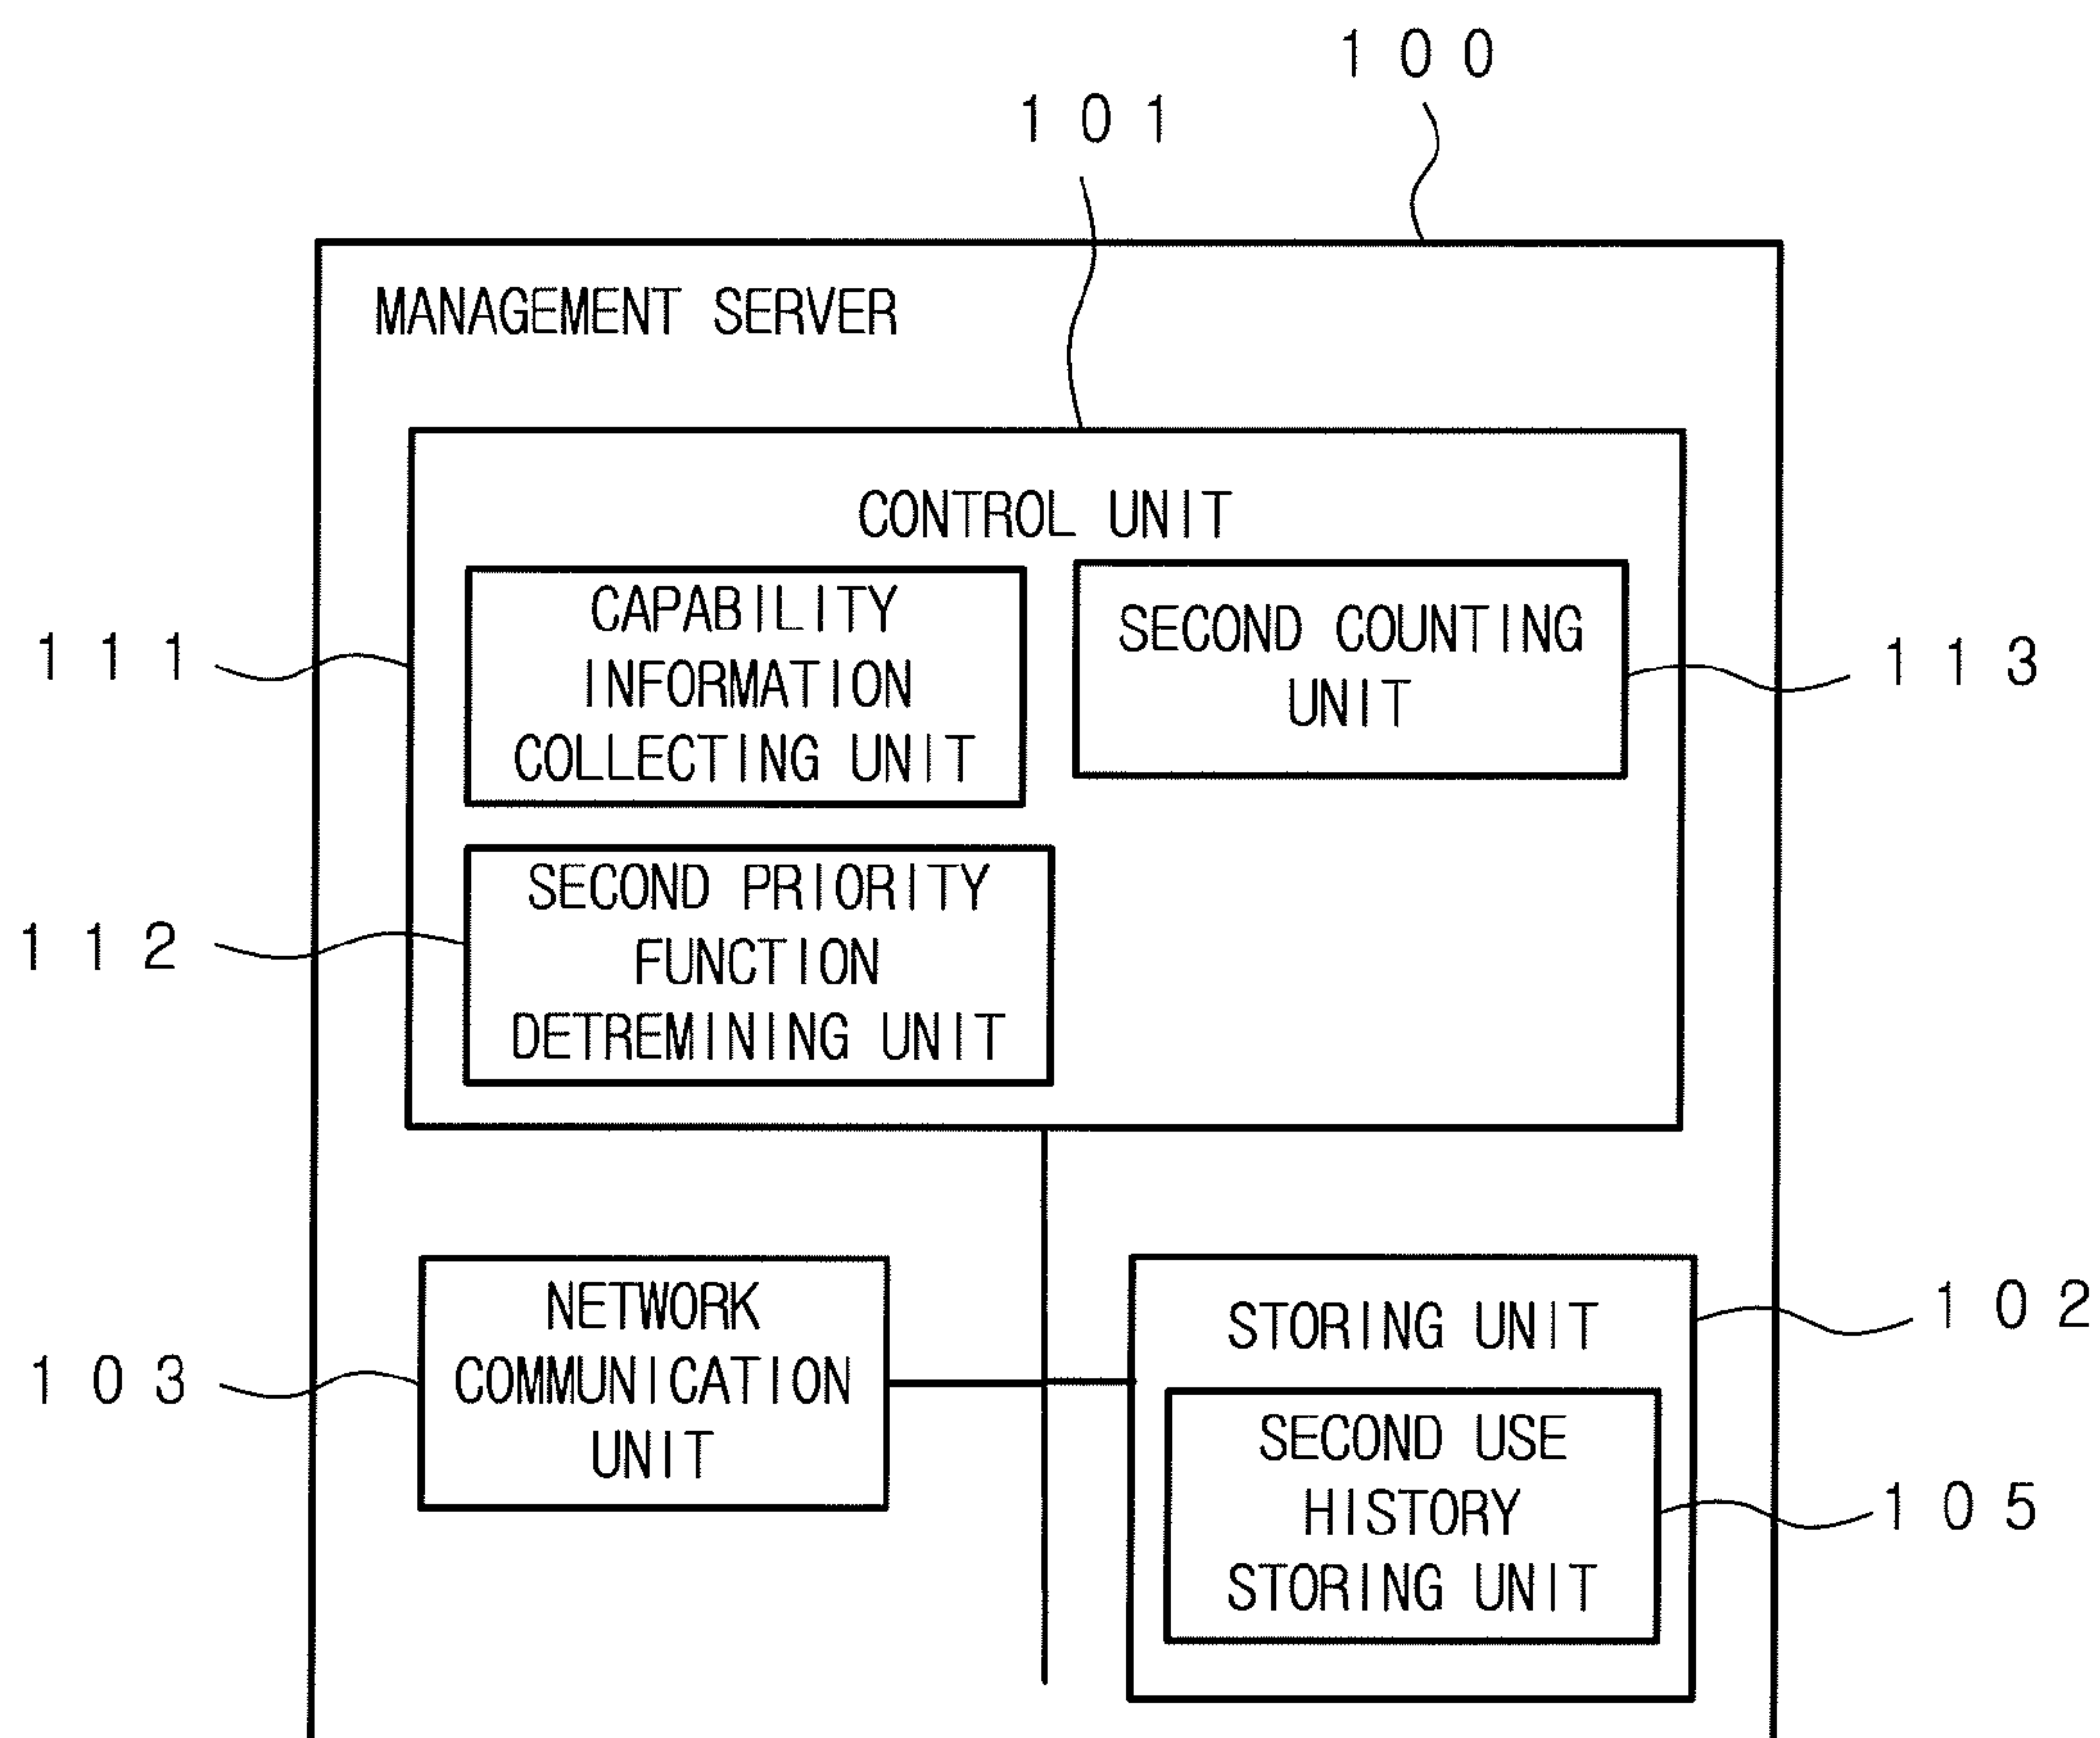 100
101
MANAGEMENT SERVER
CONTROL UNIT
CAPABILITY
INFORMATION
COLLECTING UNIT
SECOND COUNTING
UNIT
111
113
SECOND PRIORITY
FUNCTION
DETREMINING UNIT
112
NETWORK
COMMUNICATION
UNIT
103
STORING UNIT
102
SECOND USE
HISTORY
STORING UNIT
105